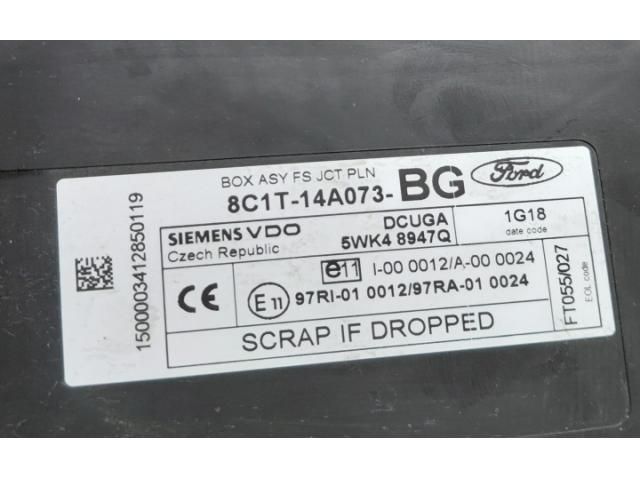 BOX ASY FS JCT PLN
8C1T-14A073-BG
Ford
SIEMENS VDO
Czech Republic
DCUGA
5WK4 8947Q
1G18
date code
e11 I-00 0012/A-00 0024
CE
E11 97RI-01 0012/97RA-01 0024
SCRAP IF DROPPED
FT055/027
EOL code
1500003412850119